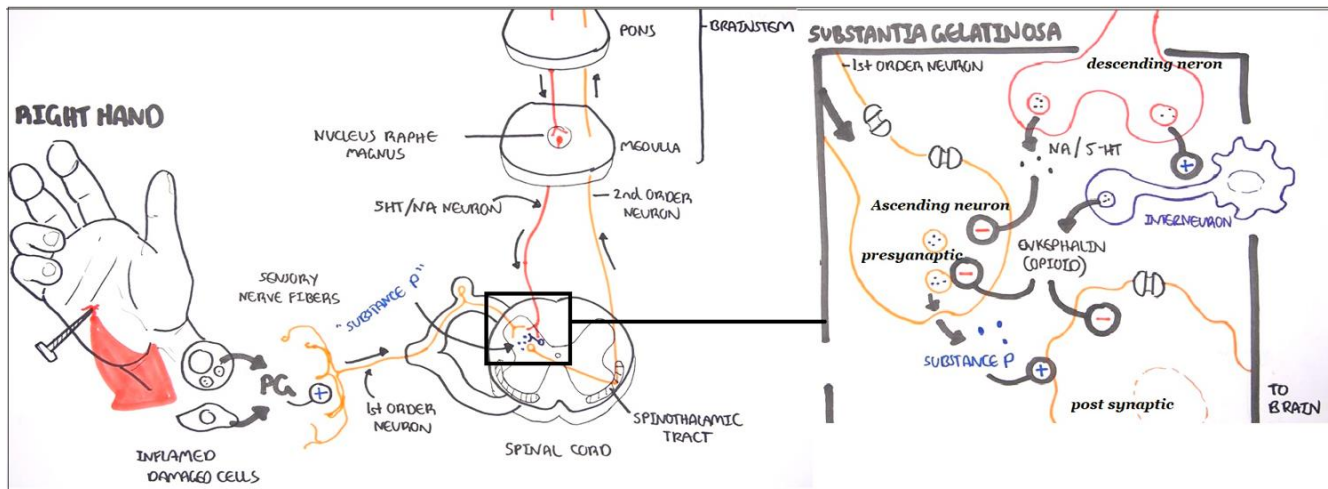 PONS
BRAINSTEM
RIGHT HAND
NUCLEUS RAPHE
MAGNUS
MEDULLA
5HT/NA NEURON
2ND ORDER
NEURON
SENSORY
NERVE FIBERS
"SUBSTANCE P"
PG
+
1ST ORDER
NEURON
SPINOTHALAMIC
TRACT
SPINAL CORD
INFLAMED
DAMAGED CELLS
SUBSTANTIA GELATINOSA
1ST ORDER NEURON
descending neron
NA/5-HT
+
Ascending neuron
INTERNEURON
presyanaptic
ENKEPHALIN
(OPIOID)
SUBSTANCE P
+
post synaptic
TO
BRAIN